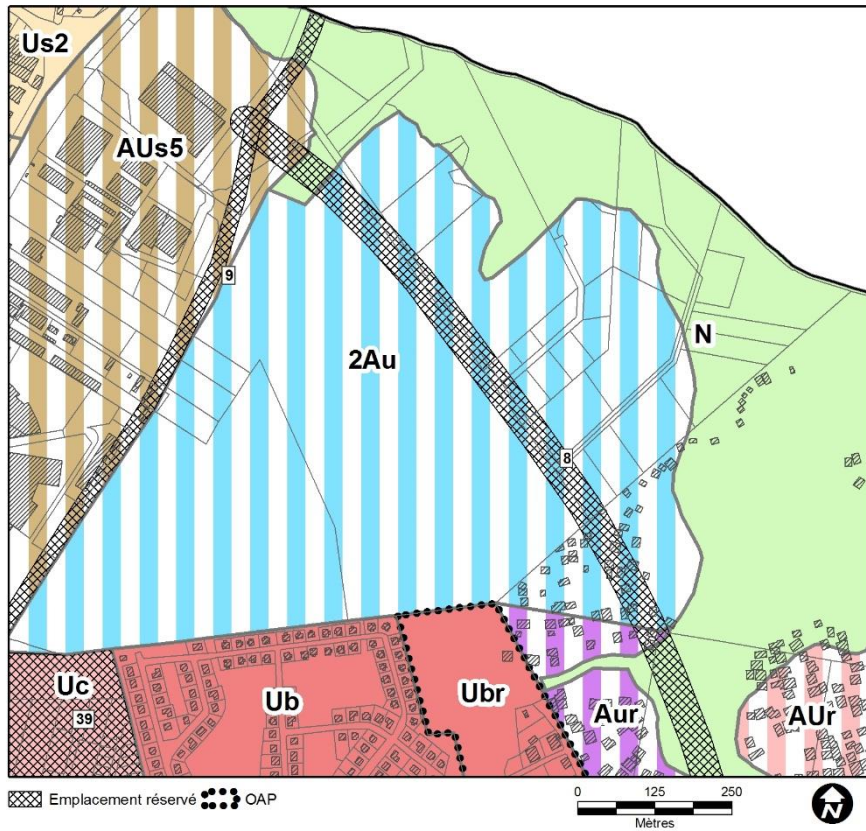 Us2
AUs5
9
2Au
N
8
Uc
39
Ub
Ubr
Aur
AUr
Emplacement réservé
OAP
0 125 250
Mètres
N